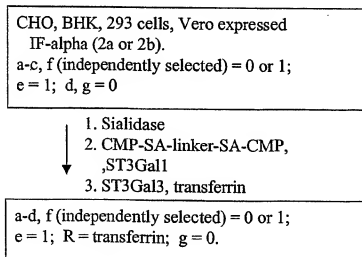 CHO, BHK, 293 cells, Vero expressed
IF-alpha (2a or 2b).
a-c, f (independently selected) = 0 or 1;
e = 1; d, g = 0
1. Sialidase
2. CMP-SA-linker-SA-CMP,
,ST3Gal1
3. ST3Gal3, transferrin
a-d, f (independently selected) = 0 or 1;
e = 1; R = transferrin; g = 0.